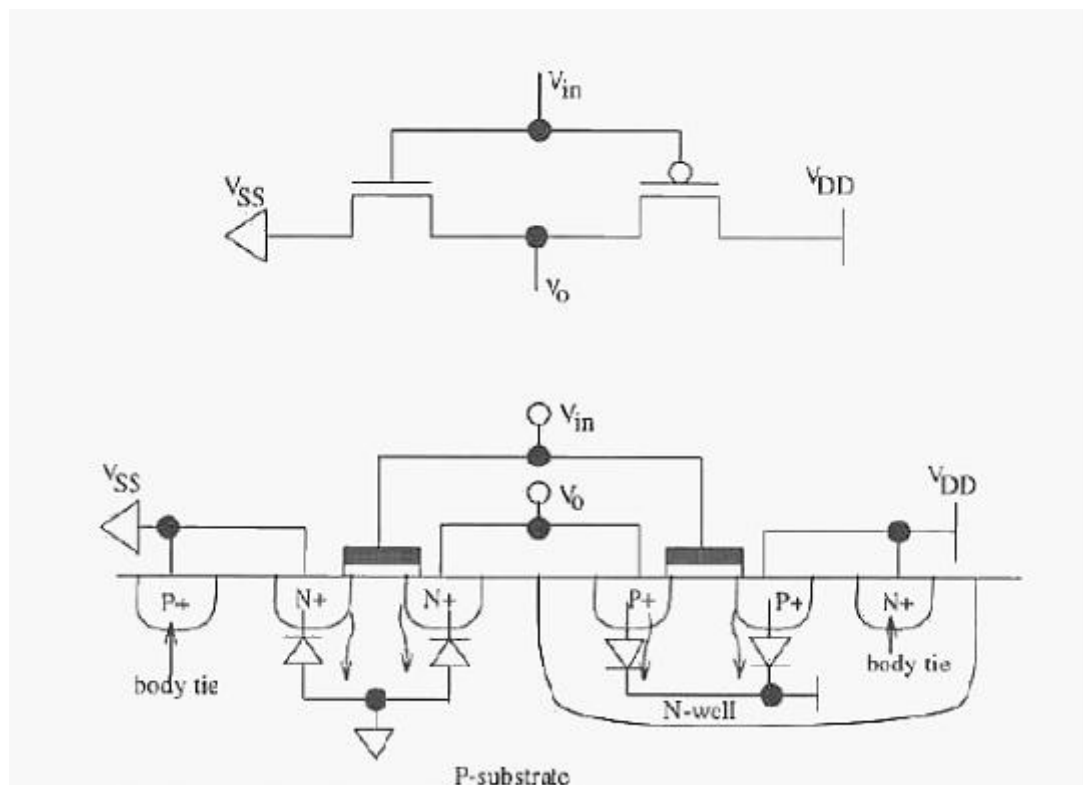 Vin
VSS
VDD
Vo
Vin
VSS
Vo
VDD
P+
N+
N+
P+
P+
N+
body tie
body tie
N-well
P-substrate